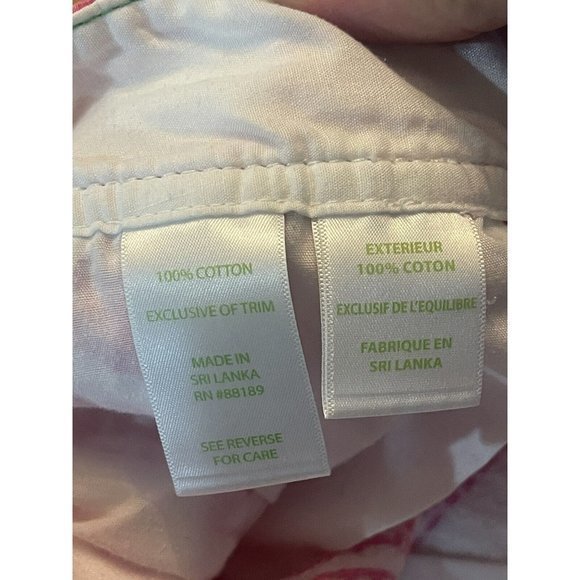 100% COTTON
EXCLUSIVE OF TRIM
MADE IN
SRI LANKA
RN #88189
SEE REVERSE
FOR CARE
EXTERIEUR
100% COTON
EXCLUSIF DE L'EQUILIBRE
FABRIQUE EN
SRI LANKA